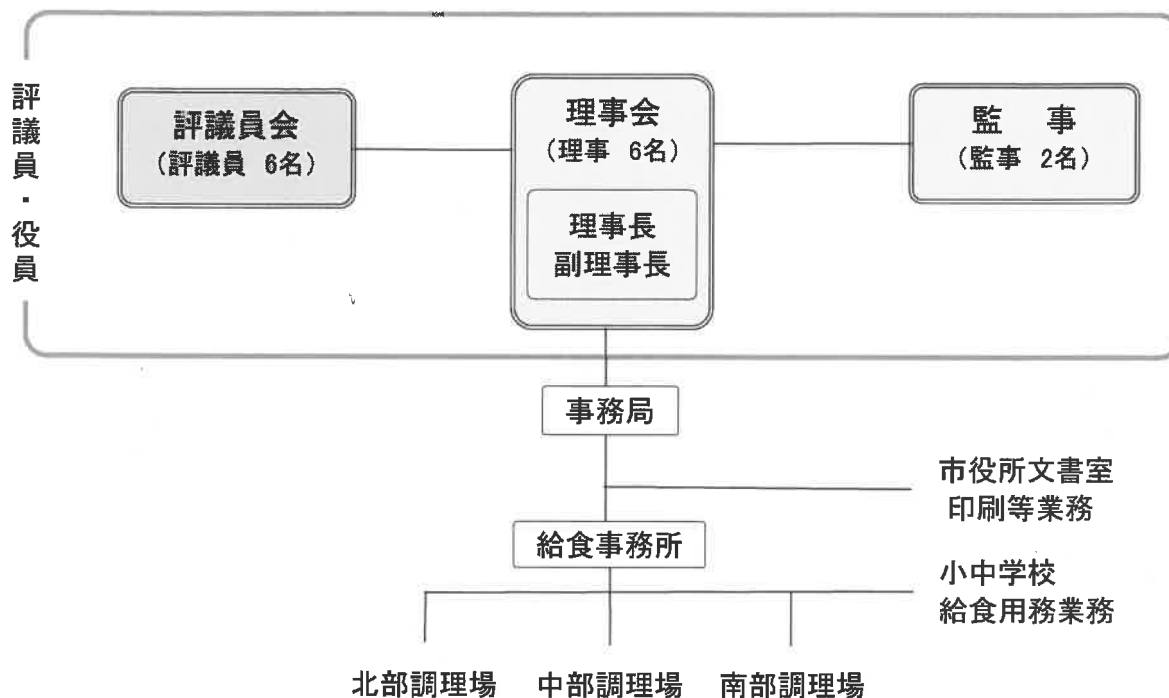 評議員・役員
評議員会
(評議員 6名)
理事会
(理事 6名)
理事長
副理事長
監 事
(監事 2名)
事務局
市役所文書室
印刷等業務
給食事務所
小中学校
給食用務業務
北部調理場
中部調理場
南部調理場